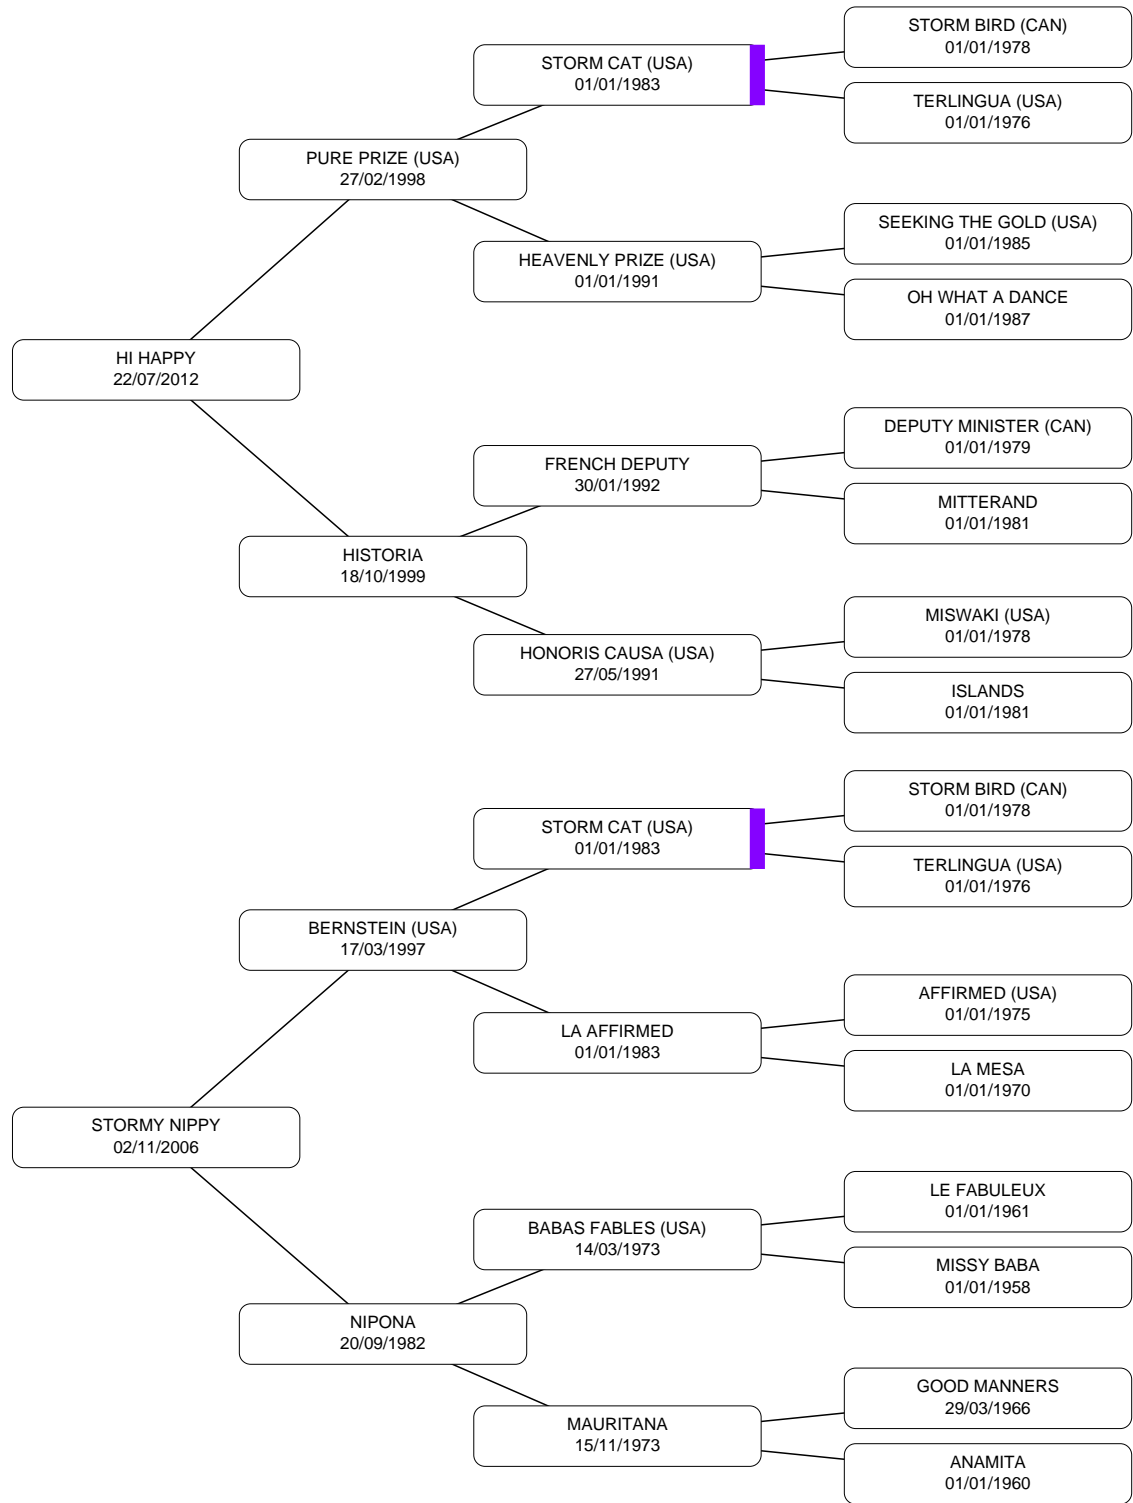 STORM BIRD (CAN)
01/01/1978
STORM CAT (USA)
01/01/1983
TERLINGUA (USA)
01/01/1976
PURE PRIZE (USA)
27/02/1998
SEEKING THE GOLD (USA)
01/01/1985
HEAVENLY PRIZE (USA)
01/01/1991
OH WHAT A DANCE
01/01/1987
HI HAPPY
22/07/2012
DEPUTY MINISTER (CAN)
01/01/1979
FRENCH DEPUTY
30/01/1992
MITTERAND
01/01/1981
HISTORIA
18/10/1999
MISWAKI (USA)
01/01/1978
HONORIS CAUSA (USA)
27/05/1991
ISLANDS
01/01/1981
STORM BIRD (CAN)
01/01/1978
STORM CAT (USA)
01/01/1983
TERLINGUA (USA)
01/01/1976
BERNSTEIN (USA)
17/03/1997
AFFIRMED (USA)
01/01/1975
LA AFFIRMED
01/01/1983
LA MESA
01/01/1970
STORMY NIPPY
02/11/2006
LE FABULEUX
01/01/1961
BABAS FABLES (USA)
14/03/1973
MISSY BABA
01/01/1958
NIPONA
20/09/1982
GOOD MANNERS
29/03/1966
MAURITANA
15/11/1973
ANAMITA
01/01/1960